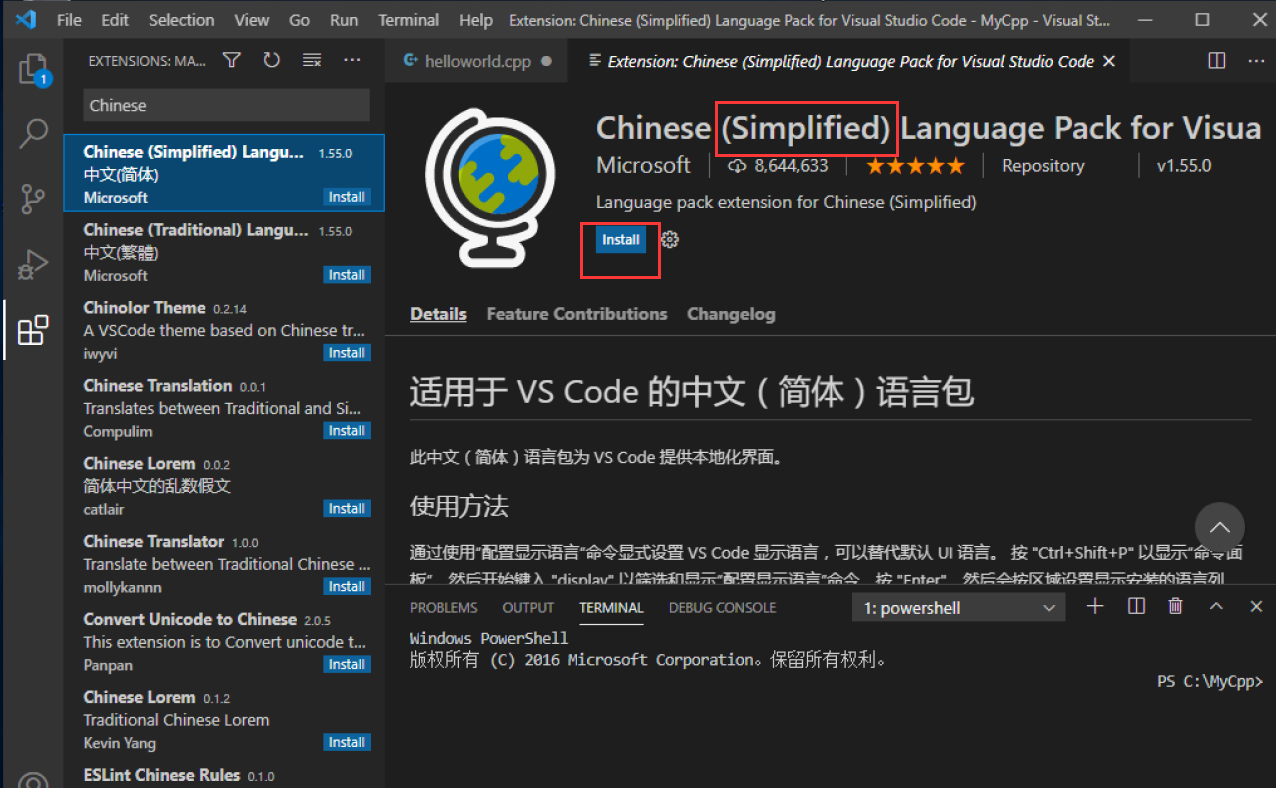 File Edit Selection View Go Run Terminal Help Extension: Chinese (Simplified) Language Pack for Visual Studio Code - MyCpp - Visual St...
EXTENSIONS: MA...
helloworld.cpp
Extension: Chinese (Simplified) Language Pack for Visual Studio Code
1
Chinese
Chinese (Simplified) Langu... 1.55.0
中文(简体)
Microsoft Install
Chinese (Traditional) Langu... 1.55.0
中文(繁體)
Microsoft Install
Chinolor Theme 0.2.14
A VSCode theme based on Chinese tr...
iwyvi Install
Chinese Translation 0.0.1
Translates between Traditional and Si...
Compulim Install
Chinese Lorem 0.0.2
简体中文的乱数假文
catlair Install
Chinese Translator 1.0.0
Translate between Traditional Chinese ...
mollykannn Install
Convert Unicode to Chinese 2.0.5
This extension is to Convert unicode t...
Panpan Install
Chinese Lorem 0.1.2
Traditional Chinese Lorem
Kevin Yang Install
ESLint Chinese Rules 0.1.0
Chinese (Simplified) Language Pack for Visua
Microsoft 8,644,633 Repository v1.55.0
Language pack extension for Chinese (Simplified)
Install
Details Feature Contributions Changelog
适用于 VS Code 的中文（简体）语言包
此中文（简体）语言包为 VS Code 提供本地化界面。
使用方法
通过使用“配置显示语言”命令显式设置 VS Code 显示语言，可以替代默认 UI 语言。 按 "Ctrl+Shift+P" 以显示“命令面
板”，然后开始键入 "display" 以筛选和显示“配置显示语言”命令。按 "Enter"，然后会按区域设置显示安装的语言列
PROBLEMS OUTPUT TERMINAL DEBUG CONSOLE 1: powershell
Windows PowerShell
版权所有 (C) 2016 Microsoft Corporation。保留所有权利。
PS C:\MyCpp>